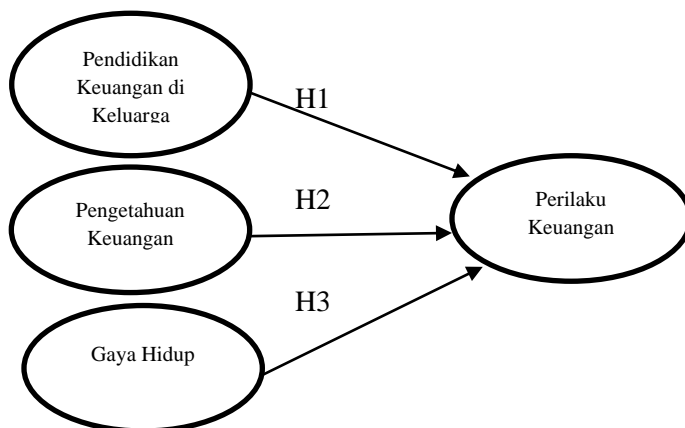 Pendidikan
Keuangan di
Keluarga
H1
Pengetahuan
Keuangan
H2
Perilaku
Keuangan
H3
Gaya Hidup